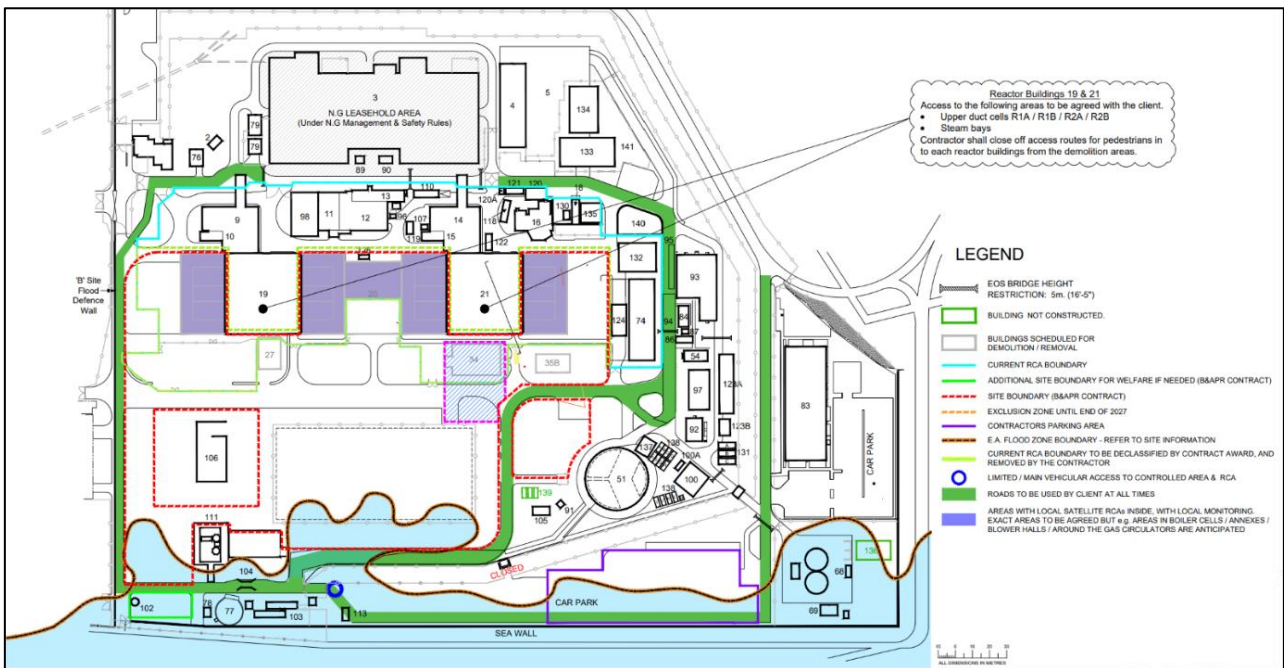 3
N.G LEASEHOLD AREA
(Under N.G Management & Safety Rules)
4
5
134
133
141
2
76
79
79
89
90
110
13
9
10
98
11
12
96
107
119
14
15
121
120
120A
118
122
16
18
130
135
140
132
95
93
19
21
20
27
34
35B
124
74
94
84
87
86
54
97
123A
92
123B
131
'B' Site
Flood
Defence
Wall
106
111
104
102
78
77
103
113
51
137
138
100A
100
138
139
91
105
CLOSED
CAR PARK
SEA WALL
83
CAR PARK
136
68
69
Reactor Buildings 19 & 21
Access to the following areas to be agreed with the client.
• Upper duct cells R1A / R1B / R2A / R2B
• Steam bays
Contractor shall close off access routes for pedestrians in
to each reactor buildings from the demolition areas.
LEGEND
EOS BRIDGE HEIGHT
RESTRICTION: 5m. (16'-5")
BUILDING NOT CONSTRUCTED.
BUILDINGS SCHEDULED FOR
DEMOLITION / REMOVAL
CURRENT RCA BOUNDARY
ADDITIONAL SITE BOUNDARY FOR WELFARE IF NEEDED (B&APR CONTRACT)
SITE BOUNDARY (B&APR CONTRACT)
EXCLUSION ZONE UNTIL END OF 2027
CONTRACTORS PARKING AREA
E.A. FLOOD ZONE BOUNDARY - REFER TO SITE INFORMATION
CURRENT RCA BOUNDARY TO BE DECLASSIFIED BY CONTRACT AWARD, AND
REMOVED BY THE CONTRACTOR
LIMITED / MAIN VEHICULAR ACCESS TO CONTROLLED AREA & RCA
ROADS TO BE USED BY CLIENT AT ALL TIMES
AREAS WITH LOCAL SATELLITE RCAs INSIDE, WITH LOCAL MONITORING.
EXACT AREAS TO BE AGREED BUT e.g. AREAS IN BOILER CELLS / ANNEXES /
BLOWER HALLS / AROUND THE GAS CIRCULATORS ARE ANTICIPATED
10 0 10 20 30
ALL DIMENSIONS IN METRES